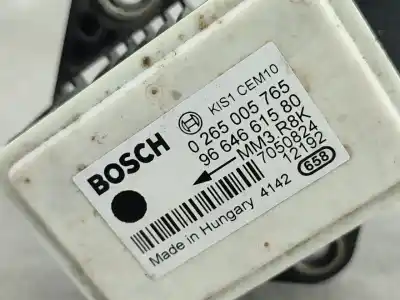 BOSCH
KIS1 CEM10
0 265 005 765
96 646 615 80
MM3 R8K
7050824
12192
658
Made in Hungary 4142